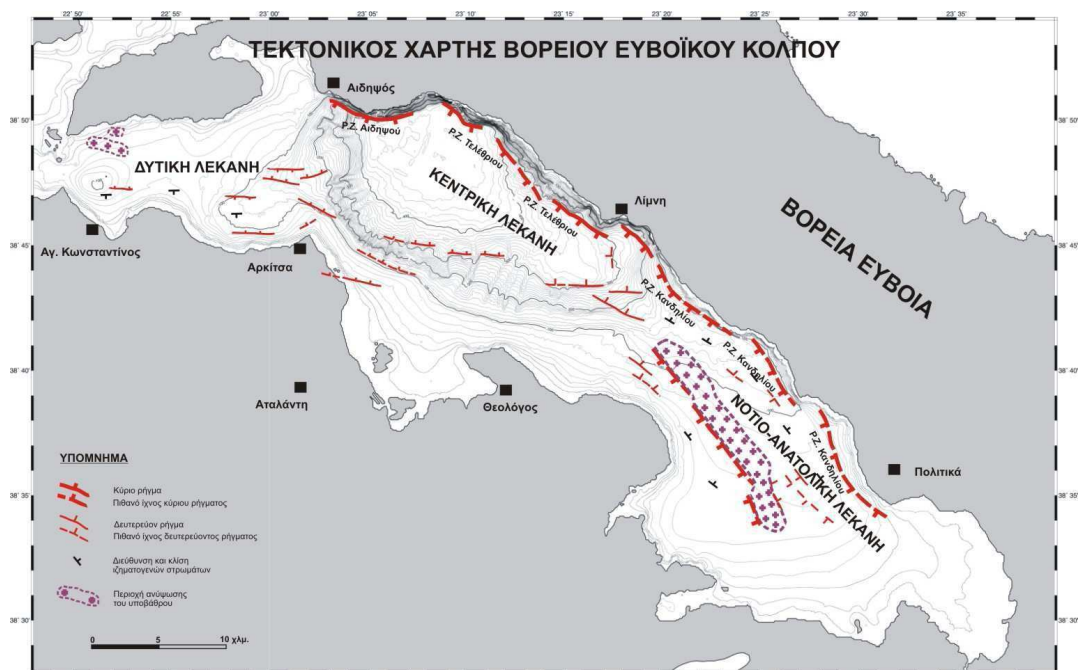 22˚ 50' 22˚ 55' 23˚ 00' 23˚ 05' 23˚ 10' 23˚ 15' 23˚ 20' 23˚ 25' 23˚ 30' 23˚ 35'
ΤΕΚΤΟΝΙΚΟΣ ΧΑΡΤΗΣ ΒΟΡΕΙΟΥ ΕΥΒΟΪΚΟΥ ΚΟΛΠΟΥ
Αιδηψός
38˚ 50'
38˚ 50'
Ρ.Ζ. Αιδηψού
Ρ.Ζ. Τελέθριου
ΔΥΤΙΚΗ ΛΕΚΑΝΗ
ΚΕΝΤΡΙΚΗ ΛΕΚΑΝΗ
Ρ.Ζ. Τελέθριου
Λίμνη
ΒΟΡΕΙΑ ΕΥΒΟΙΑ
Αγ. Κωνσταντίνος
38˚ 45'
38˚ 45'
Αρκίτσα
Ρ.Ζ. Κανδηλίου
Ρ.Ζ. Κανδηλίου
38˚ 40'
38˚ 40'
Αταλάντη
Θεολόγος
ΝΟΤΙΟ-ΑΝΑΤΟΛΙΚΗ ΛΕΚΑΝΗ
Ρ.Ζ. Κανδηλίου
Πολιτικά
38˚ 35'
38˚ 35'
ΥΠΟΜΝΗΜΑ
Κύριο ρήγμα
Πιθανό ίχνος κύριου ρήγματος
Δευτερεύον ρήγμα
Πιθανό ίχνος δευτερεύοντος ρήγματος
Διεύθυνση και κλίση
ιζηματογενών στρωμάτων
Περιοχή ανύψωσης
του υποβάθρου
38˚ 30'
38˚ 30'
0 5 10 χλμ.